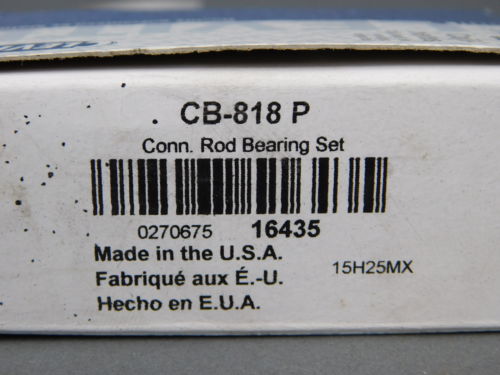 CB-818 P
Conn. Rod Bearing Set
0270675 16435
Made in the U.S.A.
Fabriqué aux É.-U.
15H25MX
Hecho en E.U.A.